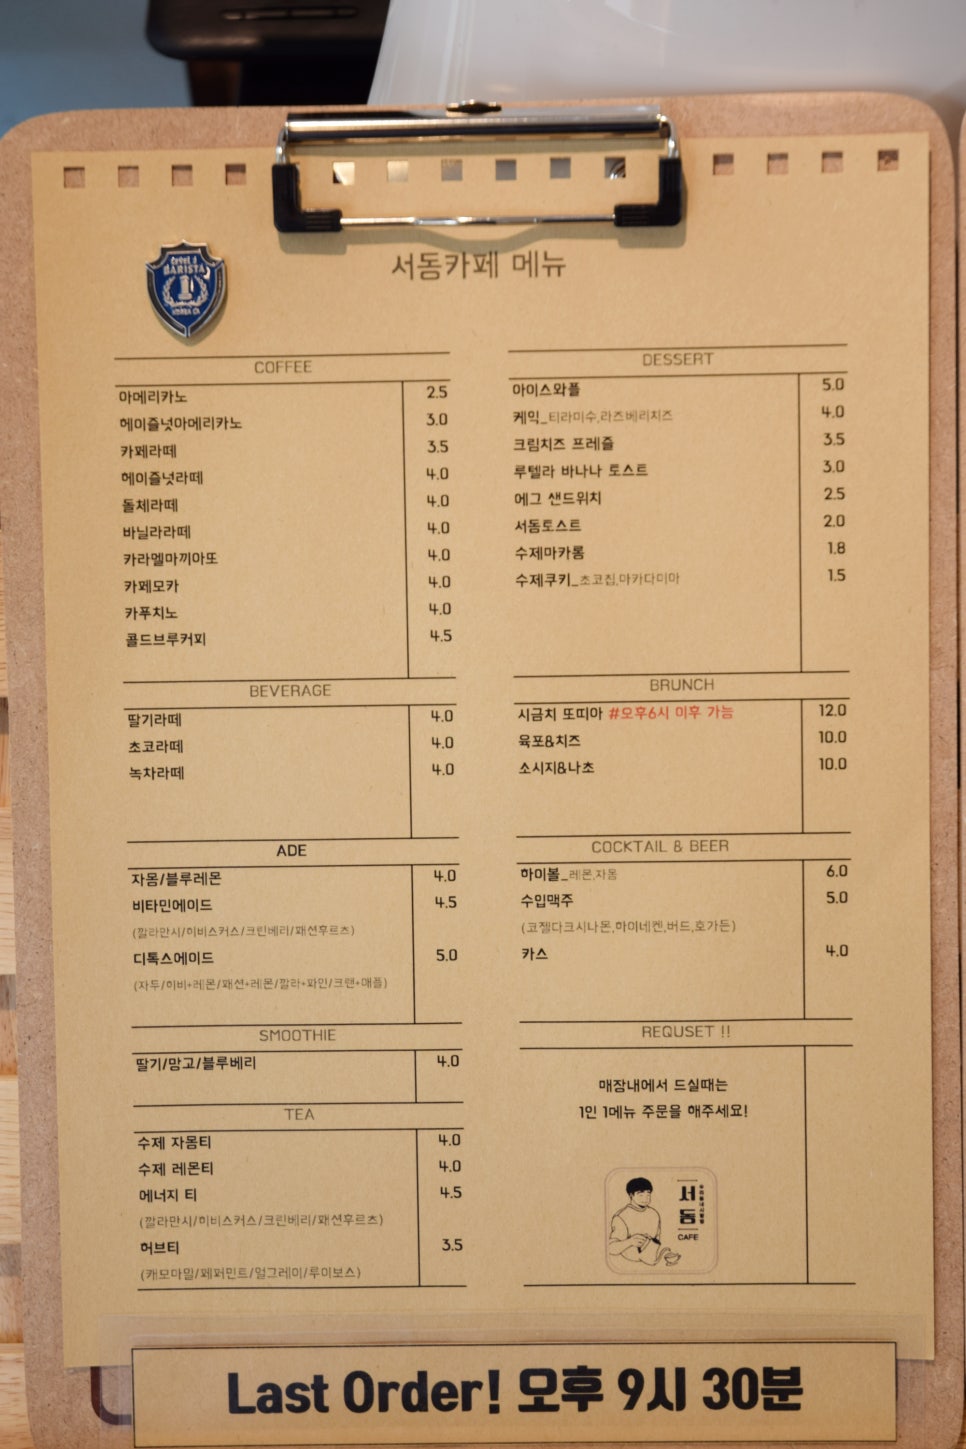 서동카페 메뉴
BARISTA
1
COFFEE
아메리카노 2.5
헤이즐넛아메리카노 3.0
카페라떼 3.5
헤이즐넛라떼 4.0
돌체라떼 4.0
바닐라라떼 4.0
카라멜마끼아또 4.0
카페모카 4.0
카푸치노 4.0
콜드브루커피 4.5
BEVERAGE
딸기라떼 4.0
초코라떼 4.0
녹차라떼 4.0
ADE
자몽/블루레몬 4.0
비타민에이드 4.5
(깔라만시/히비스커스/크린베리/패션후르츠)
디톡스에이드 5.0
(자두/히비+레몬/패션+레몬/깔라+파인/크랜+애플)
SMOOTHIE
딸기/망고/블루베리 4.0
TEA
수제 자몽티 4.0
수제 레몬티 4.0
에너지 티 4.5
(깔라만시/히비스커스/크린베리/패션후르츠)
허브티 3.5
(캐모마일/페퍼민트/얼그레이/루이보스)
DESSERT
아이스와플 5.0
케익_티라미수,라즈베리치즈 4.0
크림치즈 프레즐 3.5
루텔라 바나나 토스트 3.0
에그 샌드위치 2.5
서동토스트 2.0
수제마카롱 1.8
수제쿠키_초코칩,마카다미아 1.5
BRUNCH
시금치 또띠아 #오후6시 이후 가능 12.0
육포&치즈 10.0
소시지&나초 10.0
COCKTAIL & BEER
하이볼_레몬,자몽 6.0
수입맥주 5.0
(코젤다크시나몬,하이네켄,버드,호가든)
카스 4.0
REQUSET !!
매장내에서 드실때는
1인 1메뉴 주문을 해주세요!
서동
CAFE
Last Order! 오후 9시 30분